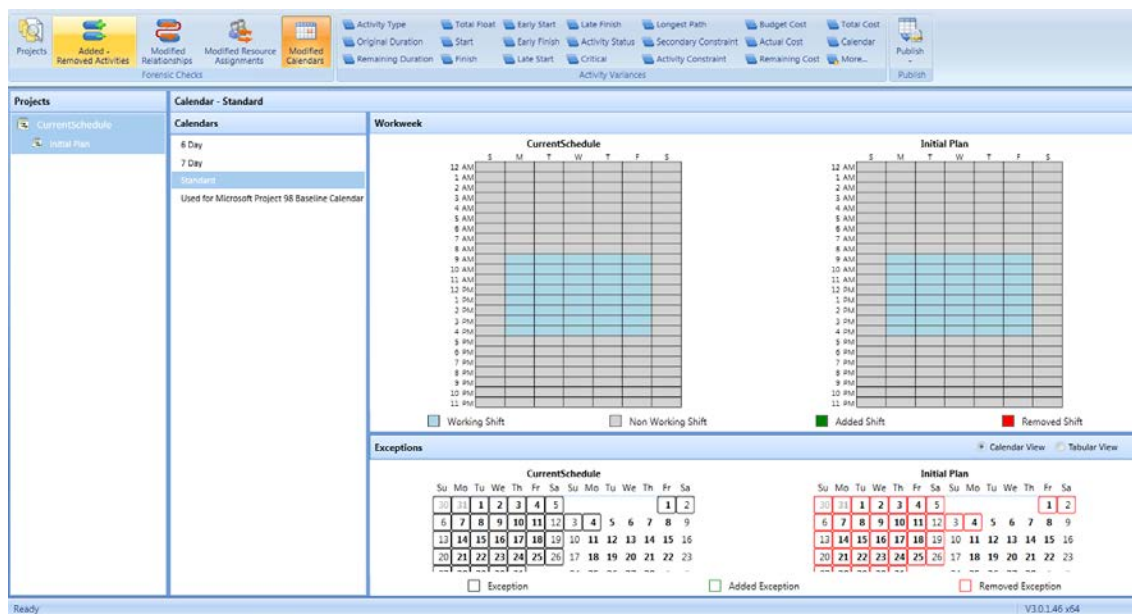 Projects
Added - Removed Activities
Modified Relationships
Modified Resource Assignments
Modified Calendars
Forensic Checks
Activity Type Total Float Early Start Late Finish Longest Path Budget Cost Total Cost
Original Duration Start Early Finish Activity Status Secondary Constraint Actual Cost Calendar
Remaining Duration Finish Late Start Critical Activity Constraint Remaining Cost More...
Activity Variances
Publish
Publish
Projects
CurrentSchedule
Initial Plan
Calendar - Standard
Calendars
6 Day
7 Day
Standard
Used for Microsoft Project 98 Baseline Calendar
Workweek
CurrentSchedule Initial Plan
S M T W T F S S M T W T F S
12 AM 12 AM
1 AM 1 AM
2 AM 2 AM
3 AM 3 AM
4 AM 4 AM
5 AM 5 AM
6 AM 6 AM
7 AM 7 AM
8 AM 8 AM
9 AM 9 AM
10 AM 10 AM
11 AM 11 AM
12 PM 12 PM
1 PM 1 PM
2 PM 2 PM
3 PM 3 PM
4 PM 4 PM
5 PM 5 PM
6 PM 6 PM
7 PM 7 PM
8 PM 8 PM
9 PM 9 PM
10 PM 10 PM
11 PM 11 PM
Working Shift Non Working Shift Added Shift Removed Shift
Exceptions Calendar View Tabular View
CurrentSchedule Initial Plan
Su Mo Tu We Th Fr Sa Su Mo Tu We Th Fr Sa Su Mo Tu We Th Fr Sa Su Mo Tu We Th Fr Sa
30 31 1 2 3 4 5 1 2 30 31 1 2 3 4 5 1 2
6 7 8 9 10 11 12 3 4 5 6 7 8 9 6 7 8 9 10 11 12 3 4 5 6 7 8 9
13 14 15 16 17 18 19 10 11 12 13 14 15 16 13 14 15 16 17 18 19 10 11 12 13 14 15 16
20 21 22 23 24 25 26 17 18 19 20 21 22 23 20 21 22 23 24 25 26 17 18 19 20 21 22 23
Exception Added Exception Removed Exception
Ready V3.0.1.46 x64